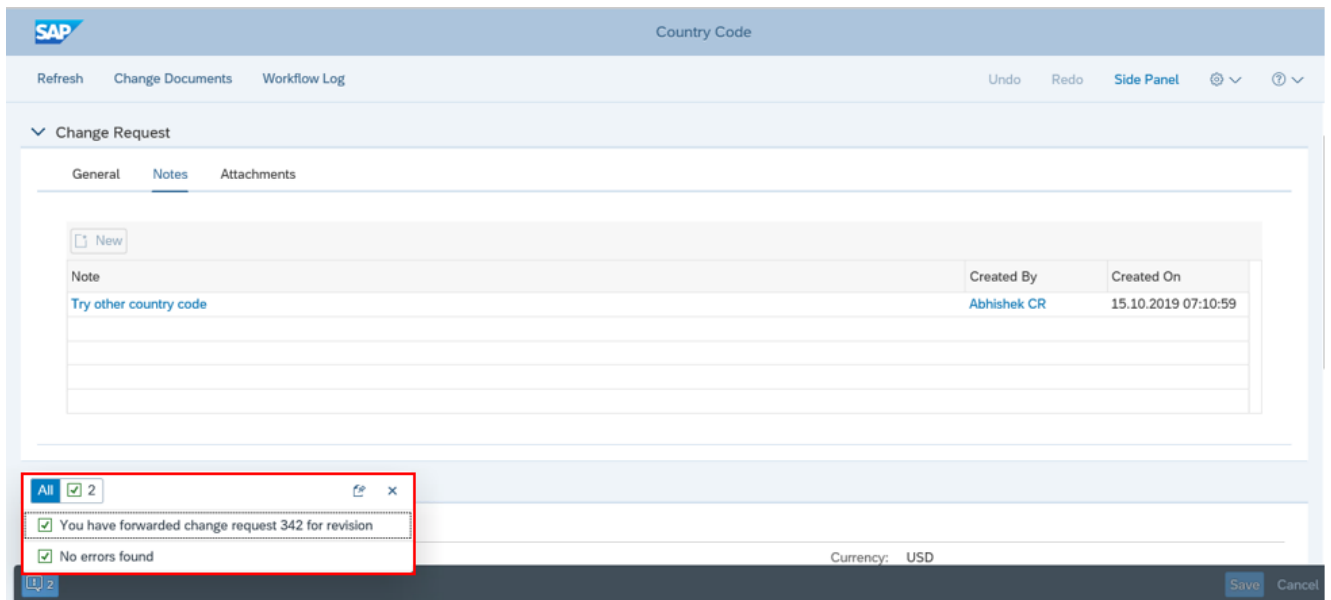 SAP
Country Code
Refresh Change Documents Workflow Log Undo Redo Side Panel
Change Request
General Notes Attachments
New
Note Created By Created On
Try other country code Abhishek CR 15.10.2019 07:10:59
All 2
You have forwarded change request 342 for revision
No errors found
Currency: USD
2 Save Cancel